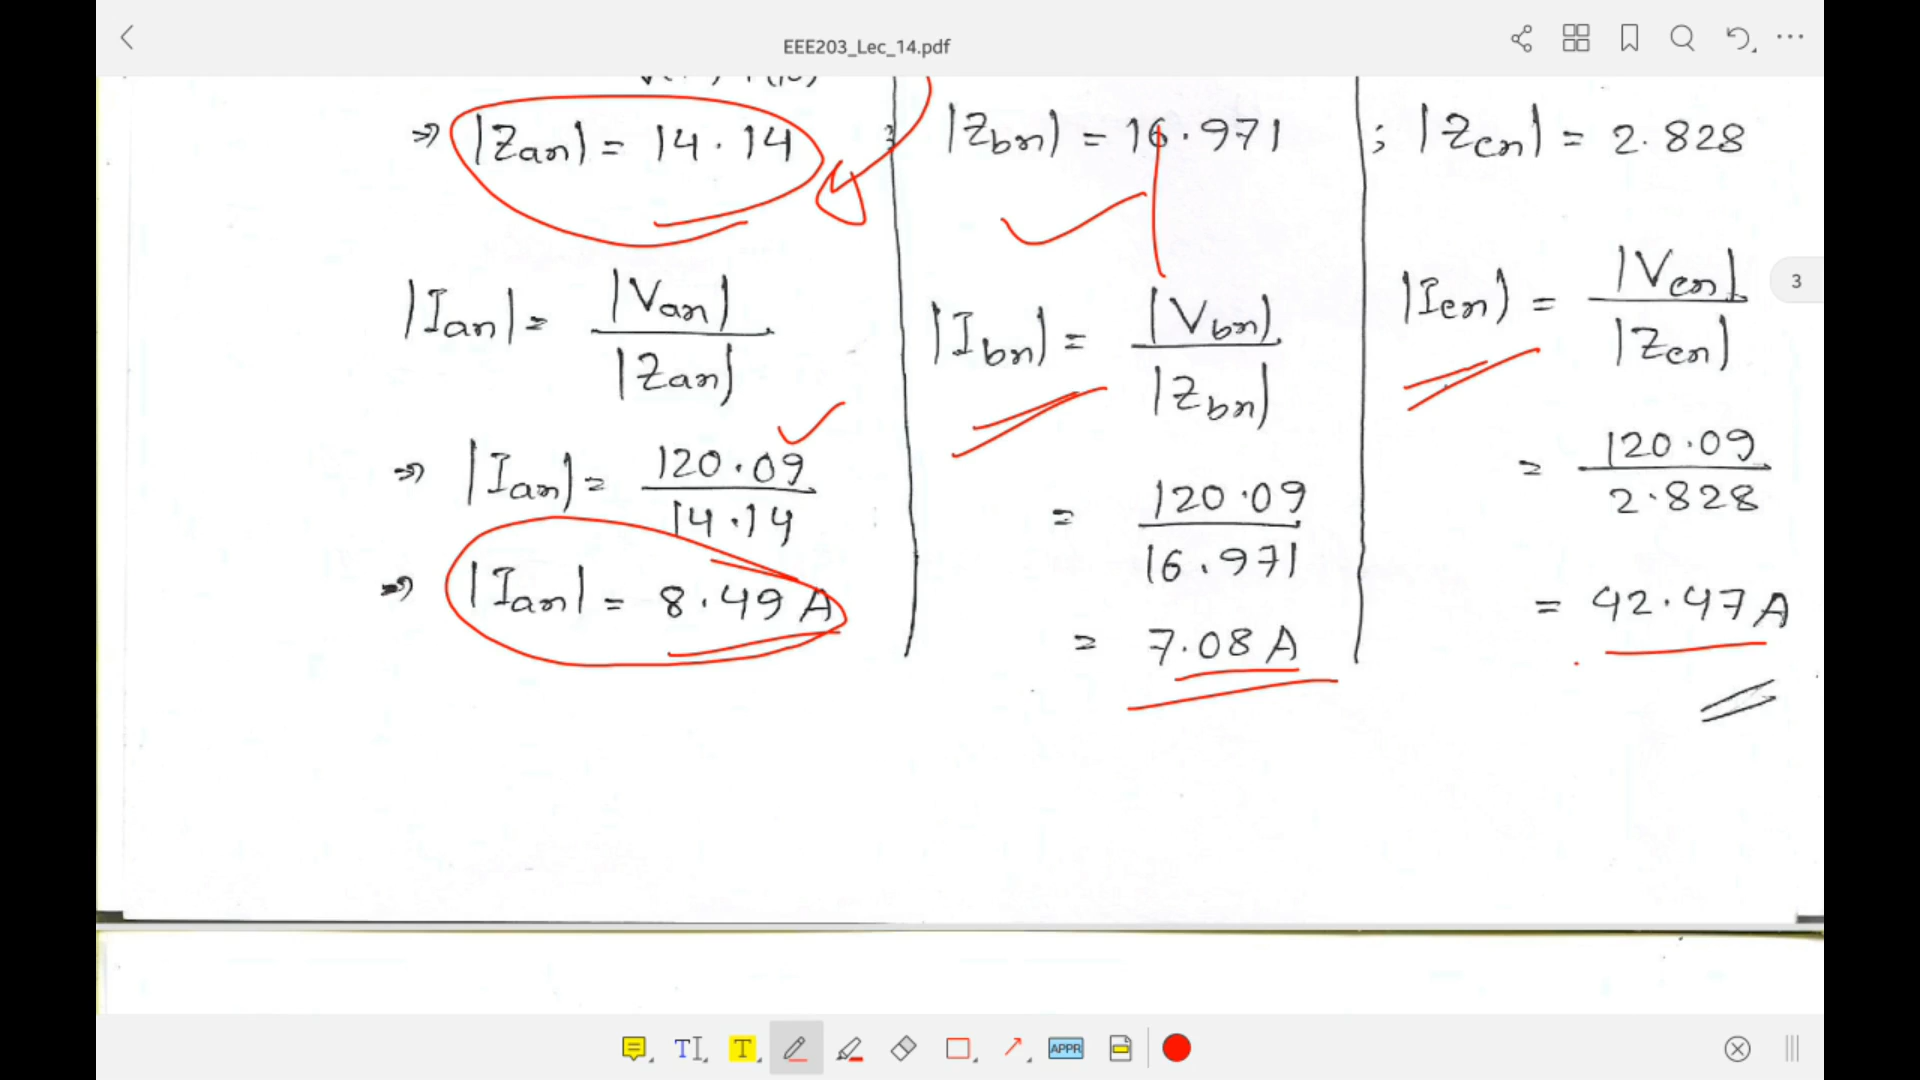 EEE203_Lec_14.pdf
⇒ |Zan| = 14.14 ;
|Ian| = |Van| / |Zan|
⇒ |Ian| = 120.09 / 14.14
⇒ |Ian| = 8.49 A
|Zbn| = 16.971
|Ibn| = |Vbn| / |Zbn|
= 120.09 / 16.971
= 7.08 A
; |Zcn| = 2.828
|Icn| = |Vcn| / |Zcn|
= 120.09 / 2.828
= 42.47 A
3
TI
T
APPR